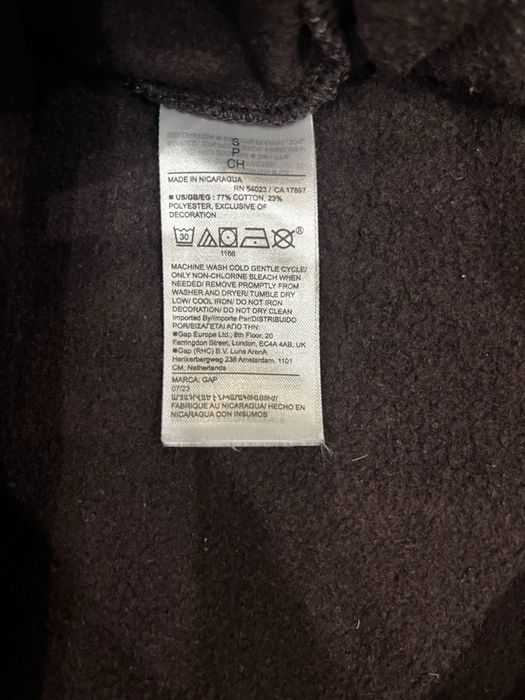 S
P
CH
MADE IN NICARAGUA
RN 54023 / CA 17897
■ US/GB/EG : 77% COTTON, 23%
POLYESTER, EXCLUSIVE OF
DECORATION
30 ®
1166
MACHINE WASH COLD GENTLE CYCLE/
ONLY NON-CHLORINE BLEACH WHEN
NEEDED/ REMOVE PROMPTLY FROM
WASHER AND DRYER/ TUMBLE DRY
LOW/ COOL IRON/ DO NOT IRON
DECORATION/ DO NOT DRY CLEAN
Imported By/Importe Par/DISTRIBUIDO
POR/ΕΙΣΑΓΕΤΑΙ ΑΠΟ ΤΗΝ:
■Gap Europe Ltd., 8th Floor, 20
Farringdon Street, London, EC4A 4AB, UK
■Gap (RHC) B.V. Luna ArenA
Herikerbergweg 238 Amsterdam, 1101
CM, Netherlands
MARCA: GAP
07/23
ԱՐՏԱԴՐՎԱԾ Է ՆԻԿԱՐԱԳՈՒԱՅՈՒՄ/
FABRIQUE AU NICARAGUA/ HECHO EN
NICARAGUA CON INSUMOS